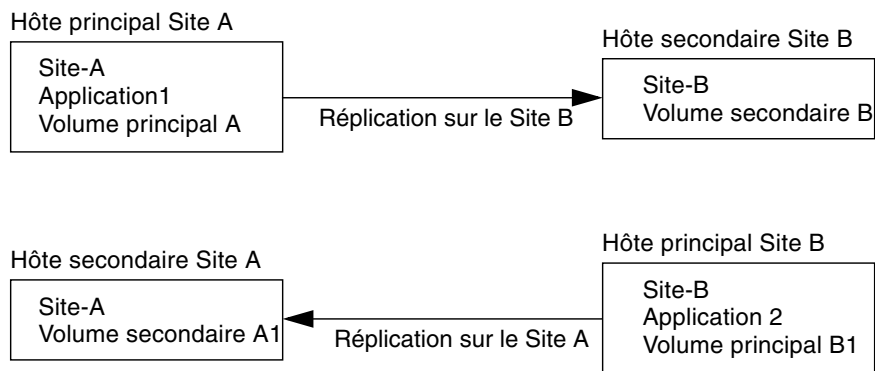 Hôte principal Site A
Site-A
Application1
Volume principal A
Réplication sur le Site B
Hôte secondaire Site B
Site-B
Volume secondaire B
Hôte secondaire Site A
Site-A
Volume secondaire A1
Réplication sur le Site A
Hôte principal Site B
Site-B
Application 2
Volume principal B1